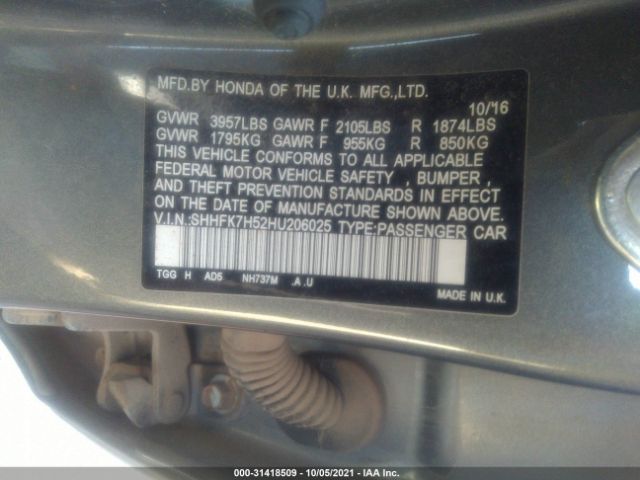 MFD.BY HONDA OF THE U.K. MFG.,LTD.
10/16
GVWR 3957LBS GAWR F 2105LBS R 1874LBS
GVWR 1795KG GAWR F 955KG R 850KG
THIS VEHICLE CONFORMS TO ALL APPLICABLE
FEDERAL MOTOR VEHICLE SAFETY , BUMPER ,
AND THEFT PREVENTION STANDARDS IN EFFECT
ON THE DATE OF MANUFACTURE SHOWN ABOVE.
V.I.N.:SHHFK7H52HU206025 TYPE:PASSENGER CAR
TGG H AD5 NH737M .A .U
MADE IN U.K.
000-31418509 - 10/05/2021 - IAA Inc.